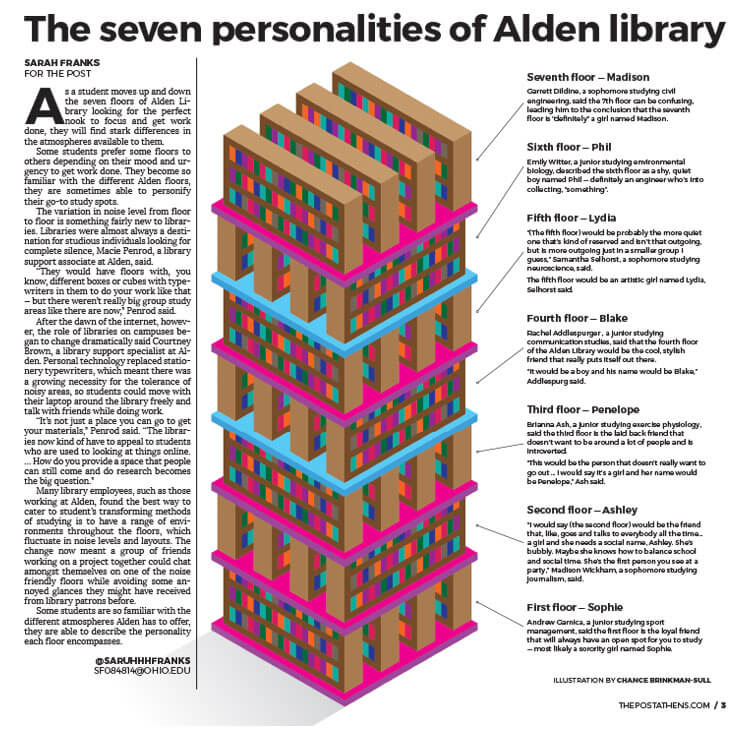 The seven personalities of Alden library
SARAH FRANKS
FOR THE POST
As a student moves up and down
the seven floors of Alden Li-
brary looking for the perfect
nook to focus and get work
done, they will find stark differences in
the atmospheres available to them.
Some students prefer some floors to
others depending on their mood and ur-
gency to get work done. They become so
familiar with the different Alden floors,
they are sometimes able to personify
their go-to study spots.
The variation in noise level from floor
to floor is something fairly new to librar-
ies. Libraries were almost always a desti-
nation for studious individuals looking for
complete silence, Macie Penrod, a library
support associate at Alden, said.
"They would have floors with, you
know, different boxes or cubes with type-
writers in them to do your work like that
— but there weren't really big group study
areas like there are now," Penrod said.
After the dawn of the internet, howev-
er, the role of libraries on campuses be-
gan to change dramatically said Courtney
Brown, a library support specialist at Al-
den. Personal technology replaced station-
ery typewriters, which meant there was
a growing necessity for the tolerance of
noisy areas, so students could move with
their laptop around the library freely and
talk with friends while doing work.
"It's not just a place you can go to get
your materials," Penrod said. "The librar-
ies now kind of have to appeal to students
who are used to looking at things online.
... How do you provide a space that people
can still come and do research becomes
the big question."
Many library employees, such as those
working at Alden, found the best way to
cater to student's transforming methods
of studying is to have a range of envi-
ronments throughout the floors, which
fluctuate in noise levels and layouts. The
change now meant a group of friends
working on a project together could chat
amongst themselves on one of the noise
friendly floors while avoiding some an-
noyed glances they might have received
from library patrons before.
Some students are so familiar with the
different atmospheres Alden has to offer,
they are able to describe the personality
each floor encompasses.
@SARUHHHFRANKS
SF084814@OHIO.EDU
Seventh floor — Madison
Garrett Dildine, a sophomore studying civil
engineering, said the 7th floor can be confusing,
leading him to the conclusion that the seventh
floor is "definitely" a girl named Madison.
Sixth floor — Phil
Emily Witter, a junior studying environmental
biology, described the sixth floor as a shy, quiet
boy named Phil — definitely an engineer who's into
collecting, "something".
Fifth floor — Lydia
"(The fifth floor) would be probably the more quiet
one that's kind of reserved and isn't that outgoing,
but is more outgoing just in a smaller group I
guess," Samantha Selhorst, a sophomore studying
neuroscience, said.
The fifth floor would be an artistic girl named Lydia,
Selhorst said.
Fourth floor — Blake
Rachel Addlespurger , a junior studying
communication studies, said that the fourth floor
of the Alden Library would be the cool, stylish
friend that really puts itself out there.
"It would be a boy and his name would be Blake,"
Addlespurg said.
Third floor — Penelope
Brianna Ash, a junior studying exercise physiology,
said the third floor is the laid back friend that
doesn't want to be around a lot of people and is
introverted.
"This would be the person that doesn't really want to
go out ... I would say it's a girl and her name would
be Penelope," Ash said.
Second floor — Ashley
"I would say (the second floor) would be the friend
that, like, goes and talks to everybody all the time...
a girl and she needs a social name, Ashley. She's
bubbly. Maybe she knows how to balance school
and social time. She's the first person you see at a
party," Madison Wickham, a sophomore studying
journalism, said.
First floor — Sophie
Andrew Garnica, a junior studying sport
management, said the first floor is the loyal friend
that will always have an open spot for you to study
— most likely a sorority girl named Sophie.
ILLUSTRATION BY CHANCE BRINKMAN-SULL
THEPOSTATHENS.COM / 3